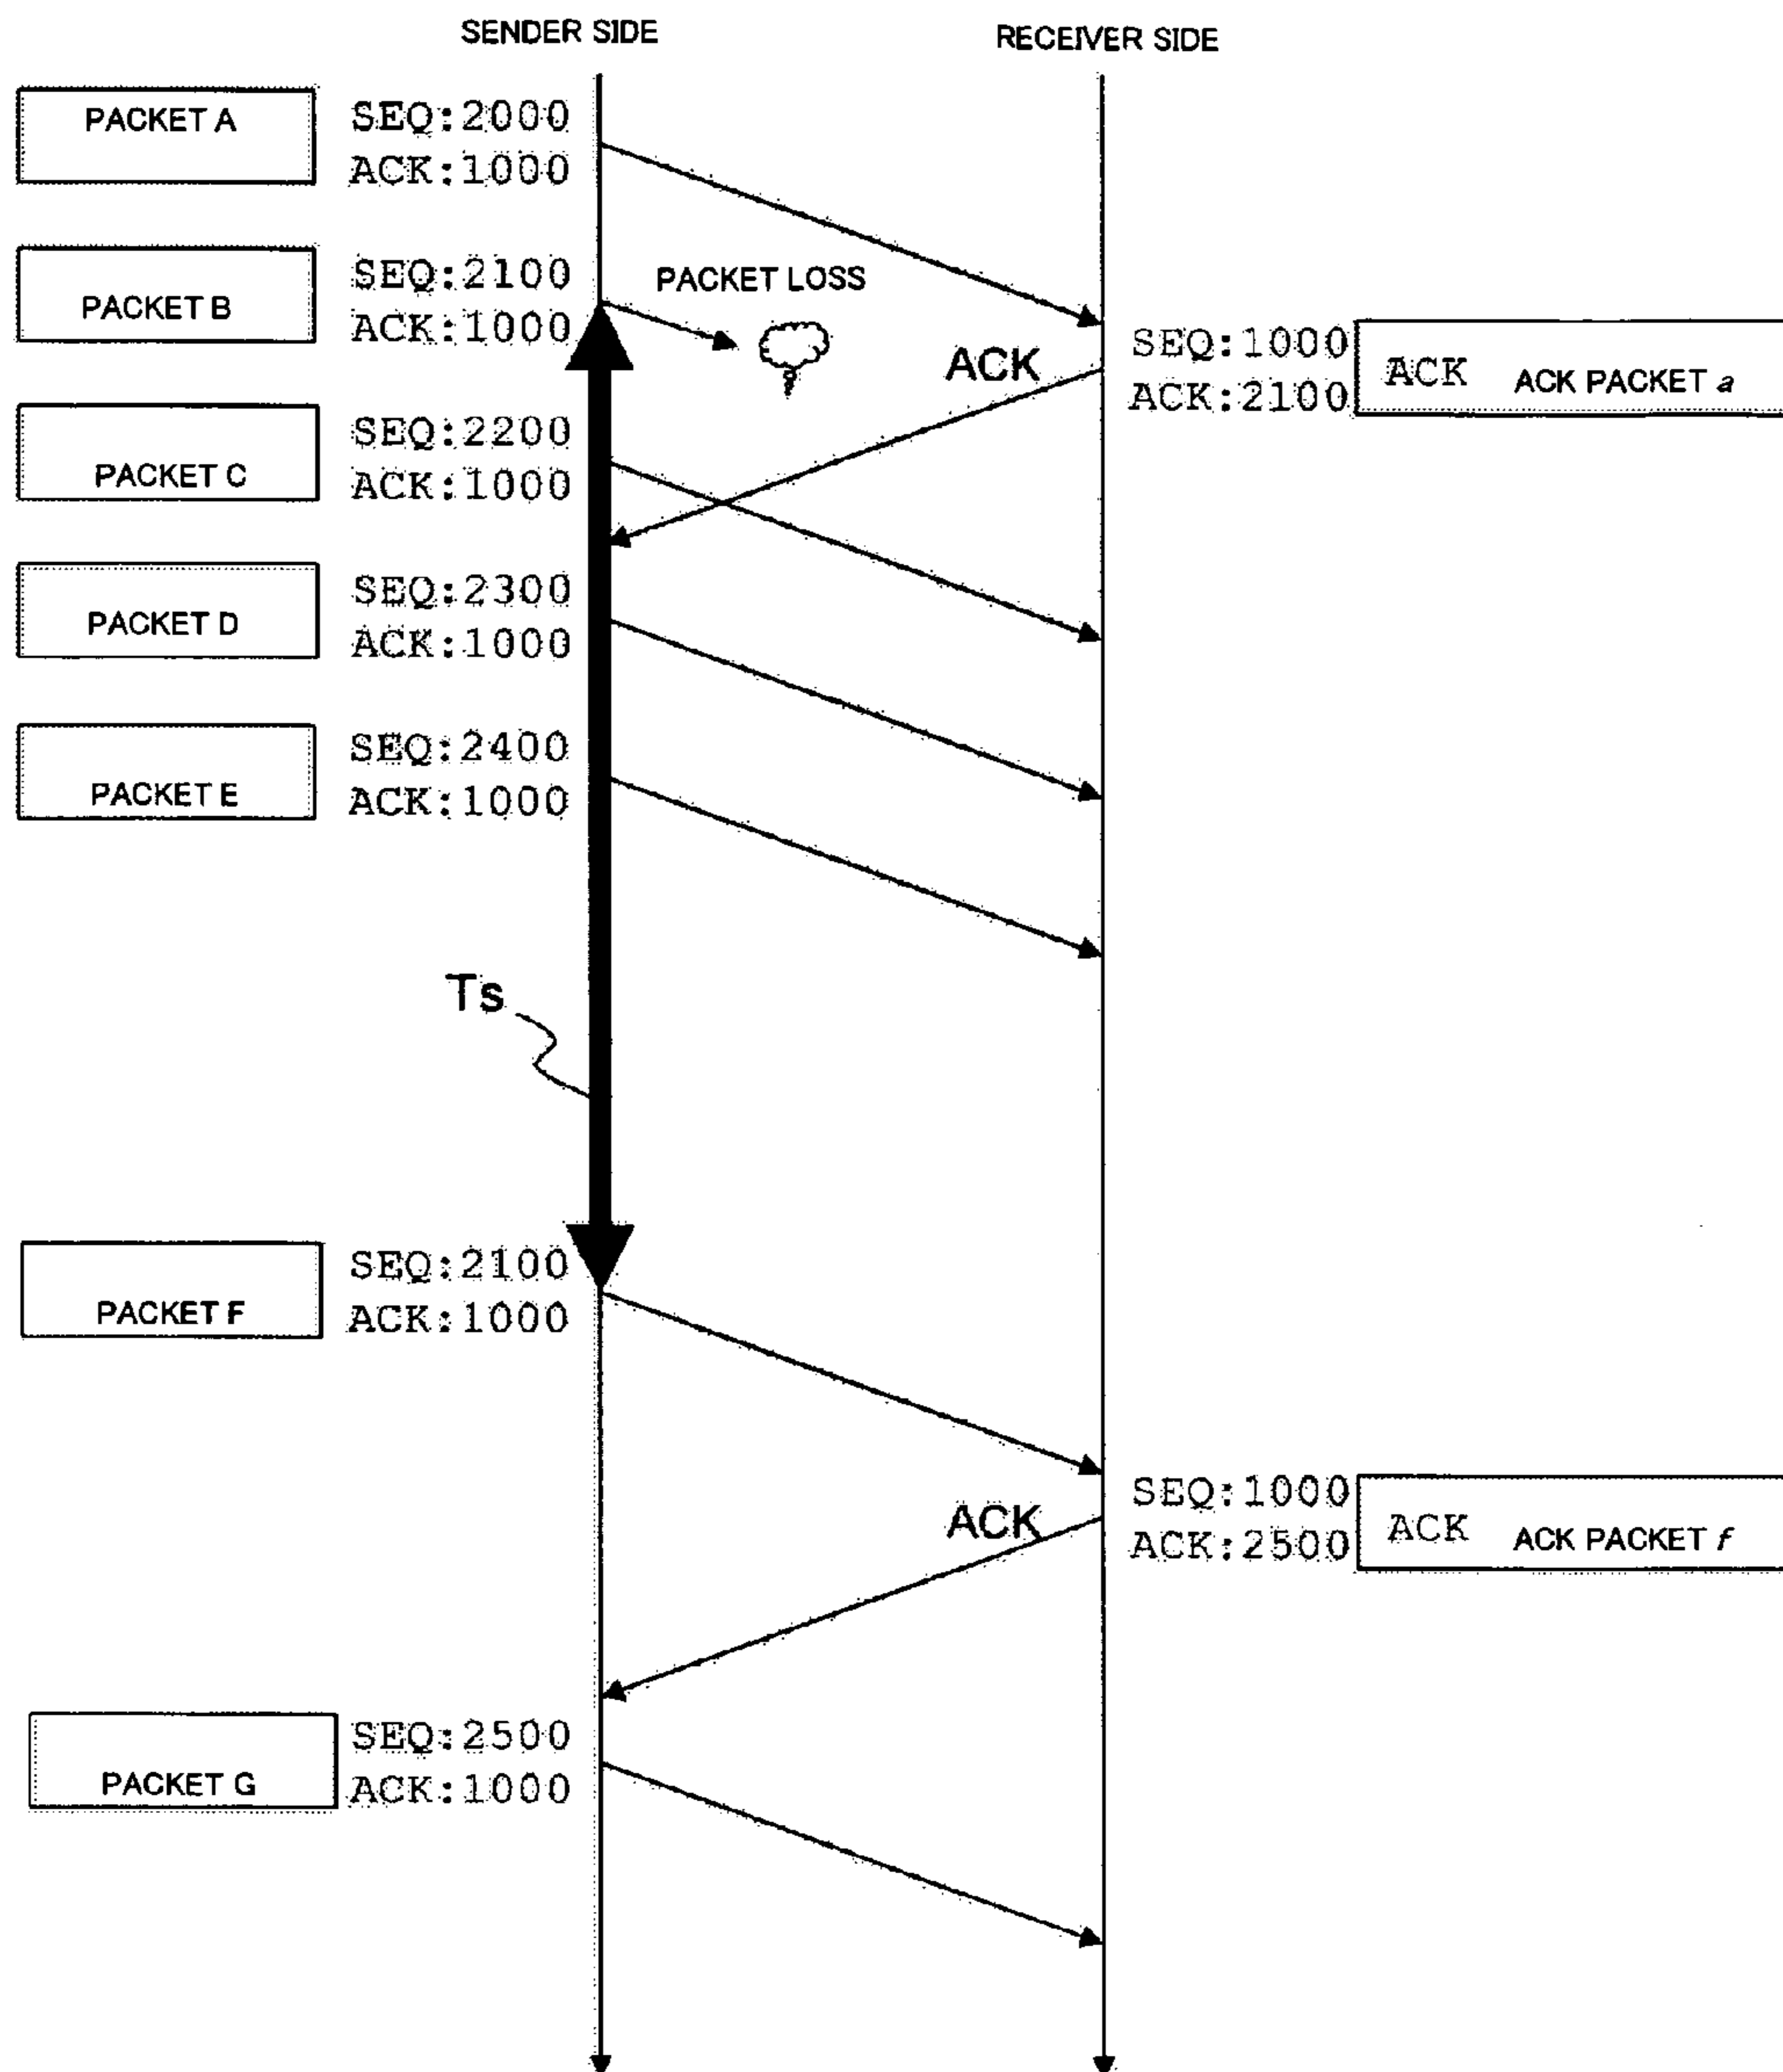 SENDER SIDE
RECEIVER SIDE
PACKET A
SEQ:2000
ACK:1000
PACKET B
SEQ:2100
ACK:1000
PACKET LOSS
ACK
SEQ:1000
ACK:2100
ACK ACK PACKET a
PACKET C
SEQ:2200
ACK:1000
PACKET D
SEQ:2300
ACK:1000
PACKET E
SEQ:2400
ACK:1000
Ts
PACKET F
SEQ:2100
ACK:1000
ACK
SEQ:1000
ACK:2500
ACK ACK PACKET f
PACKET G
SEQ:2500
ACK:1000